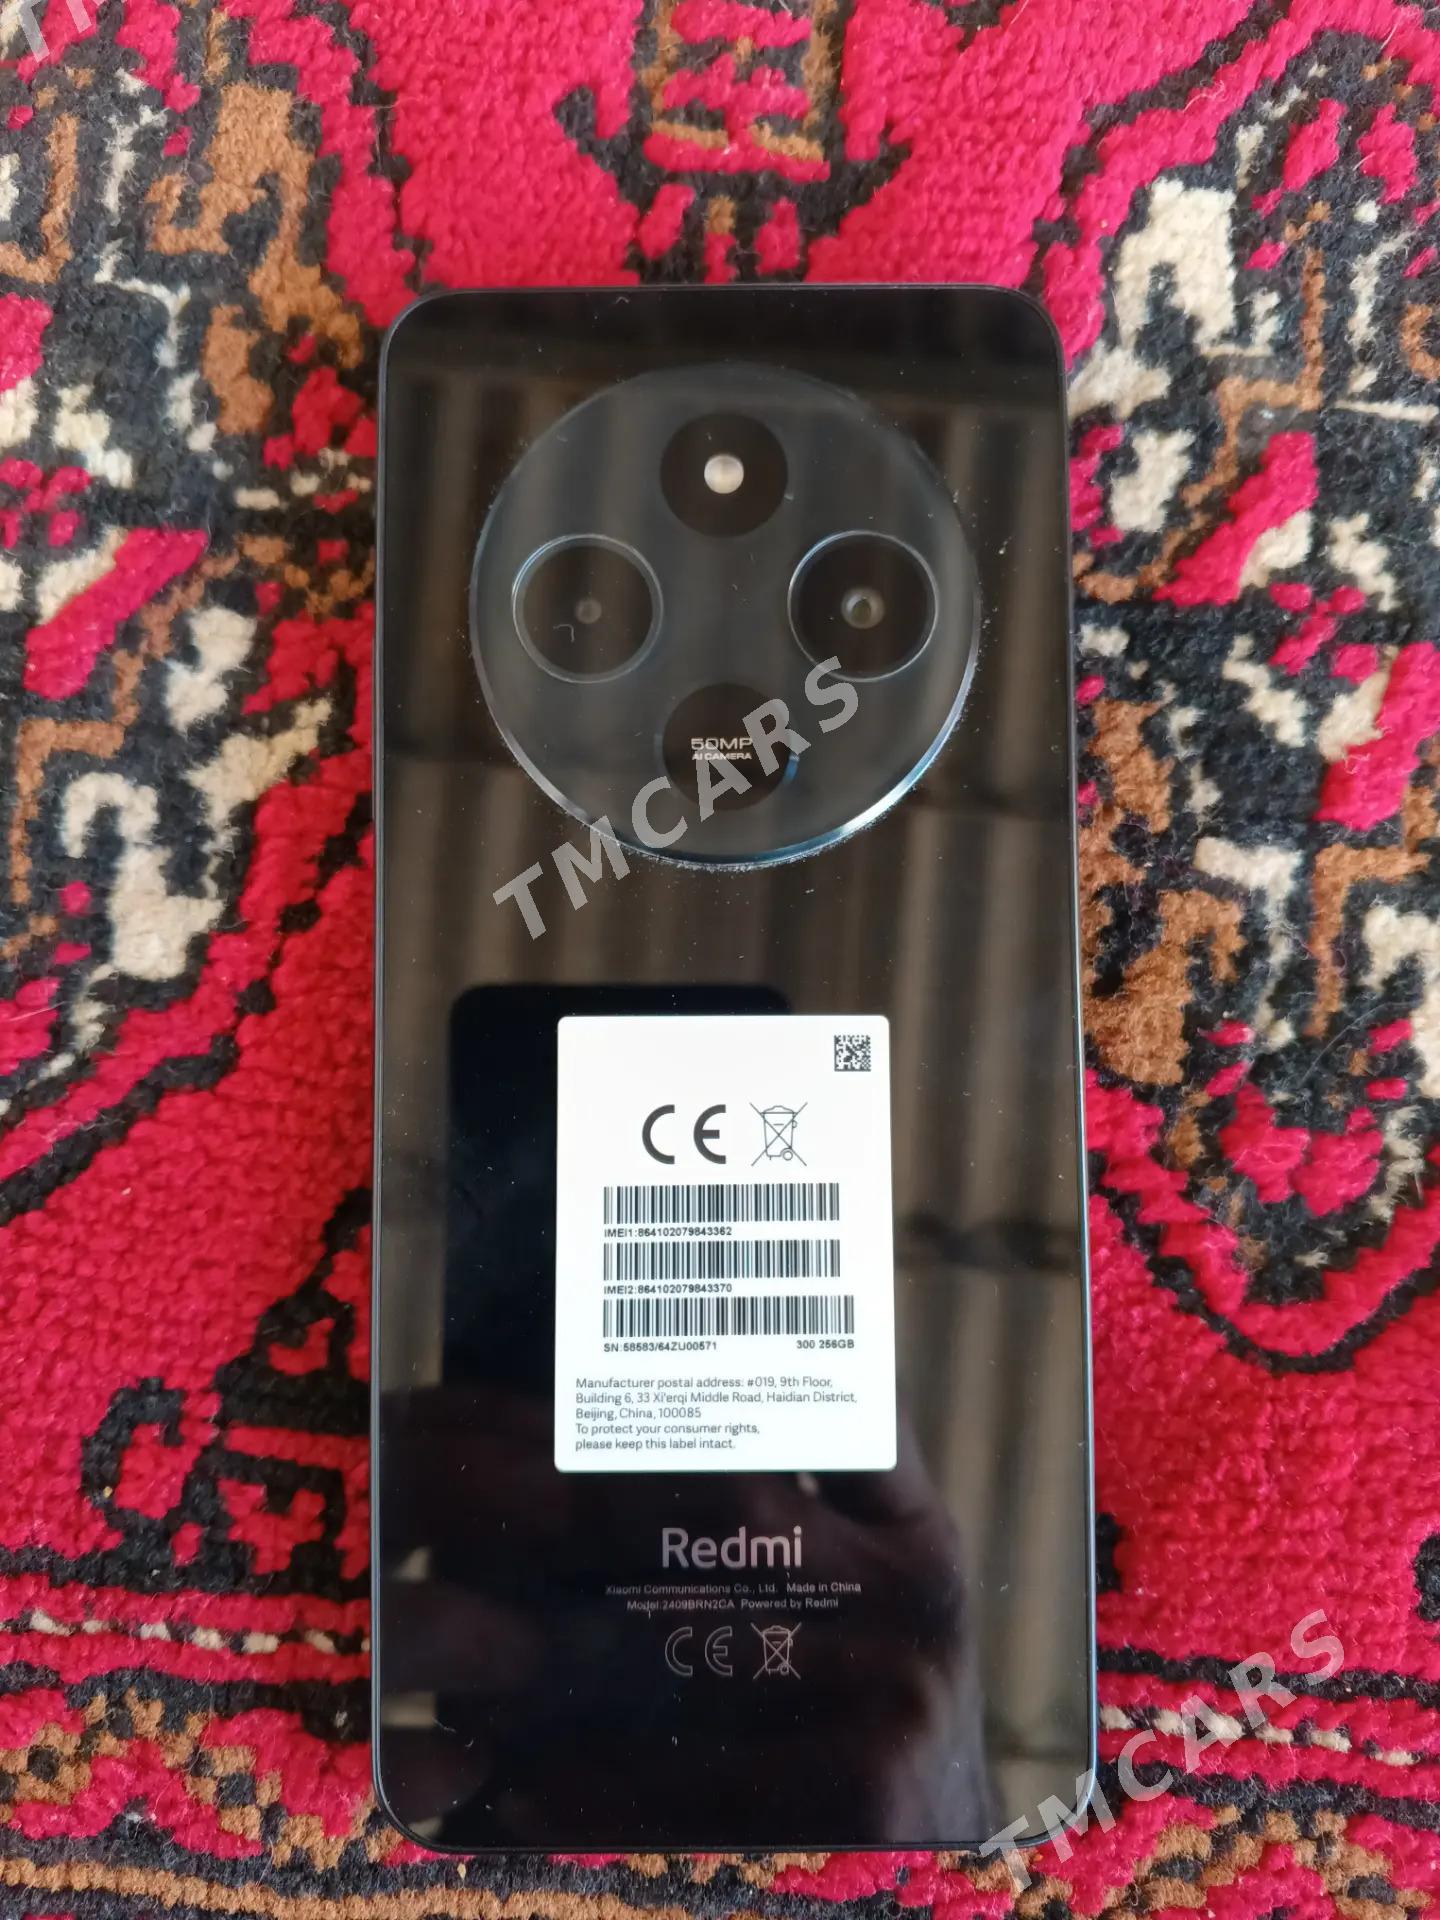 50MP
AI CAMERA
TMCARS
CE
IMEI1:864102079843362
IMEI2:864102079843370
SN:58583/64ZU00571 300 256GB
Manufacturer postal address: #019, 9th Floor,
Building 6, 33 Xi'erqi Middle Road, Haidian District,
Beijing, China, 100085
To protect your consumer rights,
please keep this label intact.
Redmi
Xiaomi Communications Co., Ltd. Made in China
Model:2409BRN2CA Powered by Redmi
CE
TMCARS